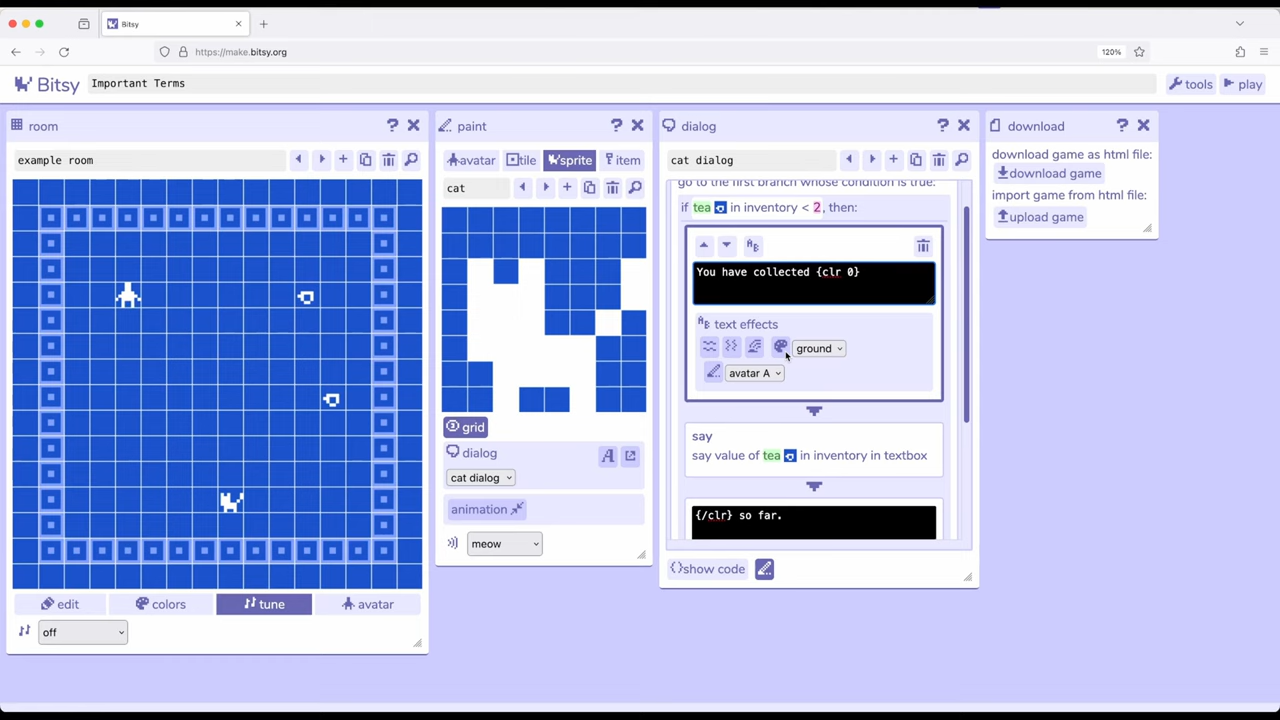 Bitsy
https://make.bitsy.org
120%
Bitsy
Important Terms
tools
play
room
example room
edit
colors
tune
avatar
off
paint
avatar
tile
sprite
item
cat
grid
dialog
cat dialog
animation
meow
dialog
cat dialog
go to the first branch whose condition is true:
if tea in inventory < 2, then:
You have collected {clr 0}
text effects
ground
avatar A
say
say value of tea in inventory in textbox
{/clr} so far.
{}show code
download
download game as html file:
download game
import game from html file:
upload game